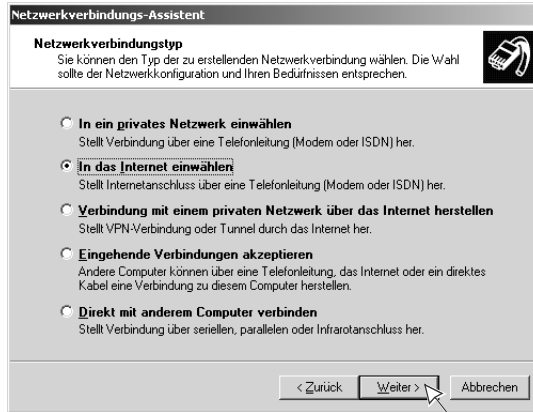 Netzwerkverbindungs-Assistent
Netzwerkverbindungstyp
Sie können den Typ der zu erstellenden Netzwerkverbindung wählen. Die Wahl
sollte der Netzwerkkonfiguration und Ihren Bedürfnissen entsprechen.
In ein privates Netzwerk einwählen
Stellt Verbindung über eine Telefonleitung (Modem oder ISDN) her.
In das Internet einwählen
Stellt Internetanschluss über eine Telefonleitung (Modem oder ISDN) her.
Verbindung mit einem privaten Netzwerk über das Internet herstellen
Stellt VPN-Verbindung oder Tunnel durch das Internet her.
Eingehende Verbindungen akzeptieren
Andere Computer können über eine Telefonleitung, das Internet oder ein direktes
Kabel eine Verbindung zu diesem Computer herstellen.
Direkt mit anderem Computer verbinden
Stellt Verbindung über seriellen, parallelen oder Infrarotanschluss her.
< Zurück Weiter > Abbrechen